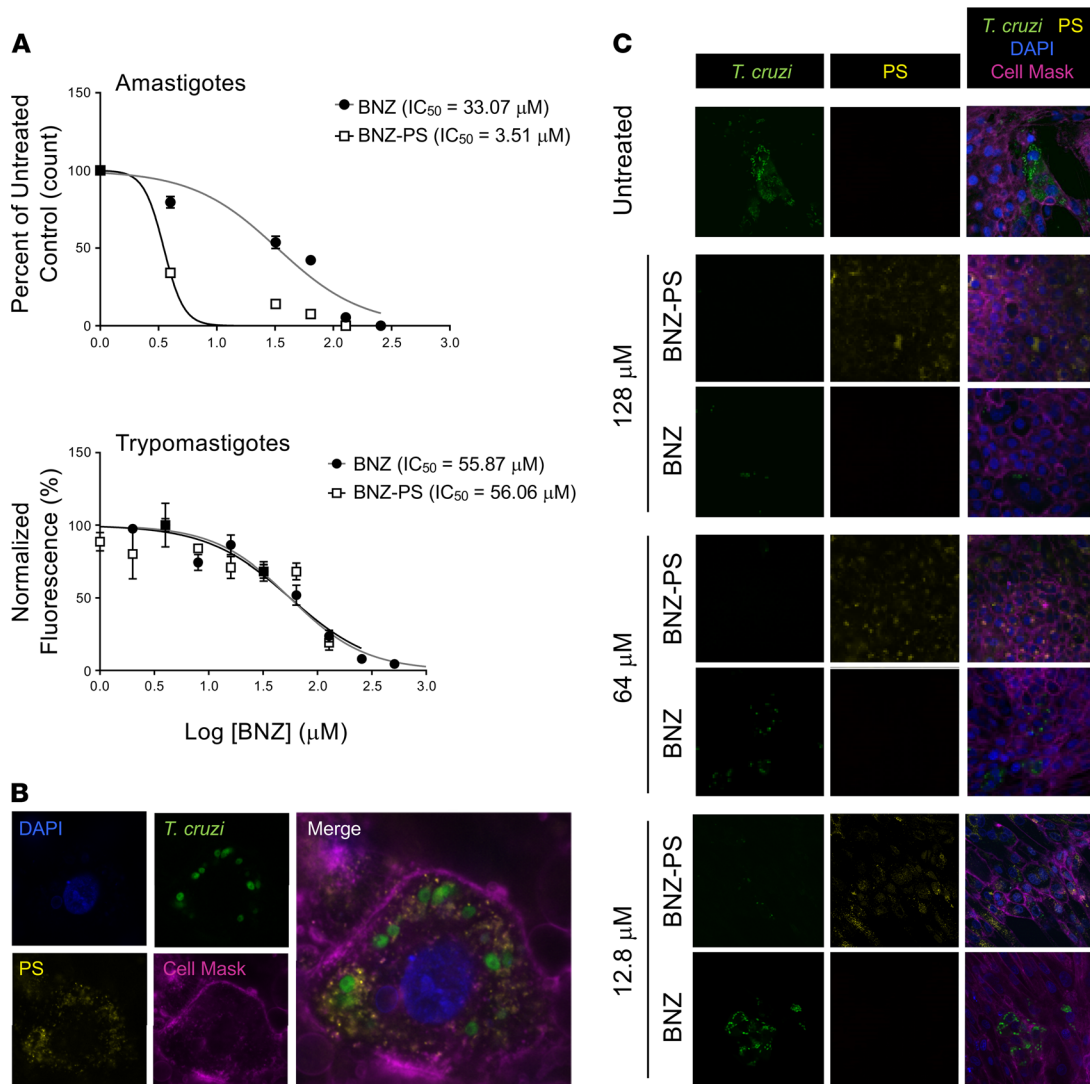 A
Amastigotes
Percent of Untreated
Control (count)
150
100
50
0
BNZ (IC50 = 33.07 μM)
BNZ-PS (IC50 = 3.51 μM)
0.0 0.5 1.0 1.5 2.0 2.5 3.0
Trypomastigotes
Normalized
Fluorescence (%)
150
100
50
0
BNZ (IC50 = 55.87 μM)
BNZ-PS (IC50 = 56.06 μM)
0.0 0.5 1.0 1.5 2.0 2.5 3.0
Log [BNZ] (μM)
B
DAPI
T. cruzi
Merge
PS
Cell Mask
C
T. cruzi
PS
T. cruzi PS
DAPI
Cell Mask
Untreated
128 μM
BNZ-PS
BNZ
64 μM
BNZ-PS
BNZ
12.8 μM
BNZ-PS
BNZ